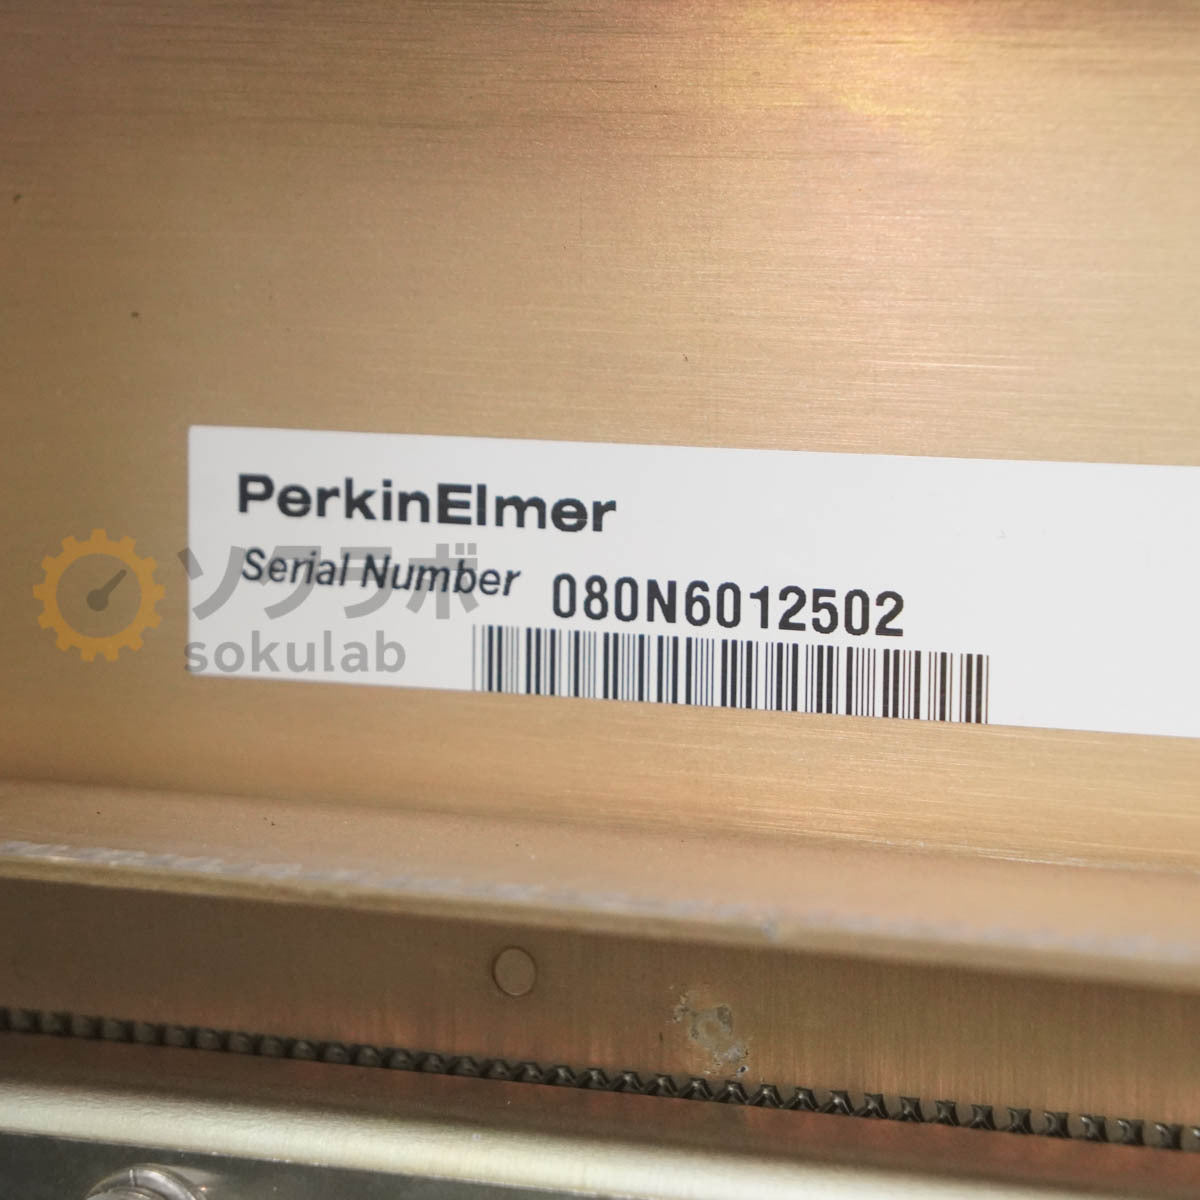 PerkinElmer
Serial Number 080N6012502
ソクラボ
sokulab